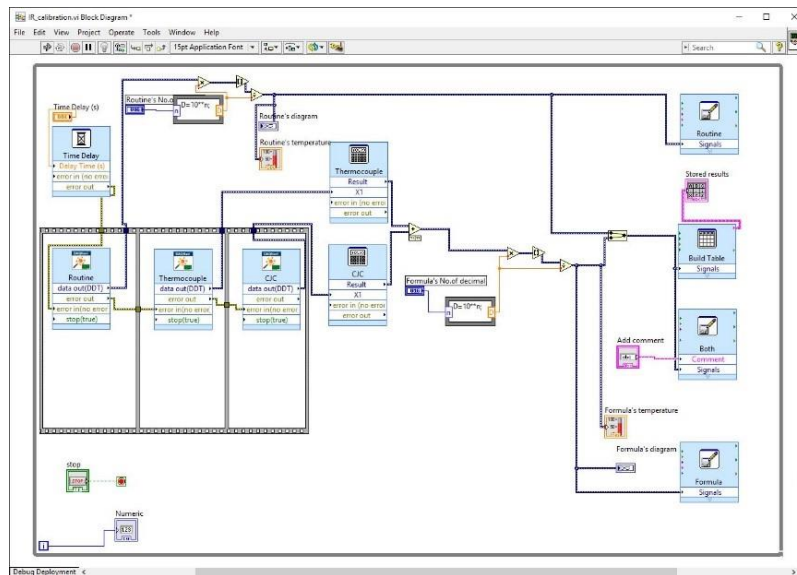 IR_calibration.vi Block Diagram *
File Edit View Project Operate Tools Window Help
15pt Application Font
Search
Routine's No.of
D=10**n;
Time Delay (s)
Time Delay
Delay Time (s)
error in (no error
error out
Routine's diagram
Routine's temperature
Routine
Signals
Thermocouple
Result
X1
error in (no error
error out
Stored results
Build Table
Signals
Routine
data out(DDT)
error out
error in(no error
stop(true)
Thermocouple
data out(DDT)
error out
error in(no error
stop(true)
CJC
data out(DDT)
error out
error in(no error
stop(true)
CJC
Result
X1
error in (no error
error out
Formula's No.of decimal
D=10**n;
Add comment
Both
Comment
Signals
Formula's temperature
Formula's diagram
Formula
Signals
stop
STOP
Numeric
i
Debug Deployment